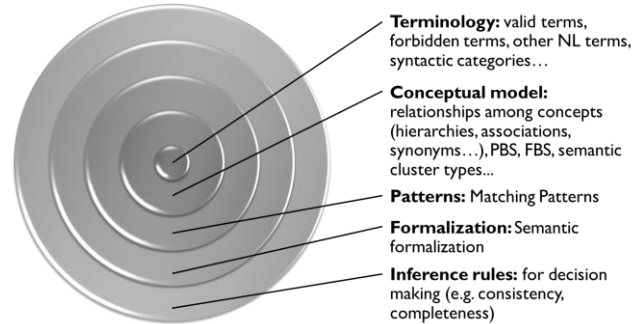 Terminology: valid terms,
forbidden terms, other NL terms,
syntactic categories…
Conceptual model:
relationships among concepts
(hierarchies, associations,
synonyms…), PBS, FBS, semantic
cluster types...
Patterns: Matching Patterns
Formalization: Semantic
formalization
Inference rules: for decision
making (e.g. consistency,
completeness)